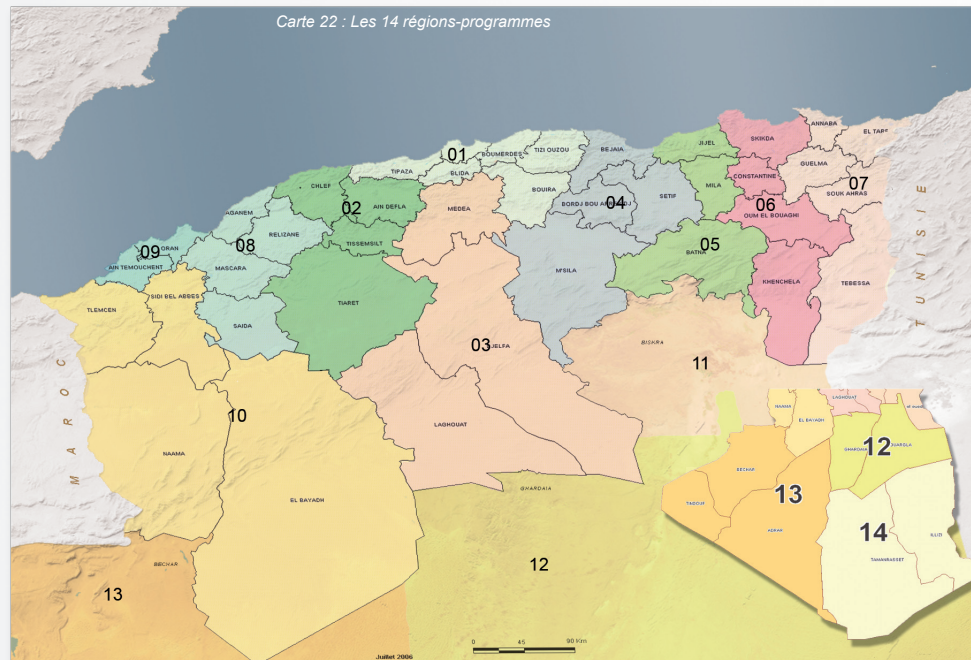 Carte 22 : Les 14 régions-programmes
ANNABA
EL TARF
SKIKDA
TIZI OUZOU
BEJAIA
JIJEL
01
BOUMERDES
GUELMA
TIPAZA
BLIDA
CONSTANTINE
CHLEF
BOUIRA
MILA
SETIF
07
SOUK AHRAS
02
AIN DEFLA
MEDEA
BORDJ BOU
04
06
OUM EL BOUAGHI
RELIZANE
08
TISSEMSILT
05
BATNA
09
ORAN
AIN TEMOUCHENT
MASCARA
M'SILA
KHENCHELA
TEBESSA
TUNISIE
SIDI BEL ABBES
TLEMCEN
TIARET
SAIDA
03
BISKRA
11
MAROC
10
LAGHOUAT
NAAMA
EL BAYADH
GHARDAIA
BECHAR
13
12
LAGHOUAT
NAAMA
EL BAYADH
GHARDAIA
OUARGLA
12
BECHAR
13
TINDOUF
ADRAR
14
ILLIZI
TAMANRASSET
0 45 90 Km
Juillet 2006